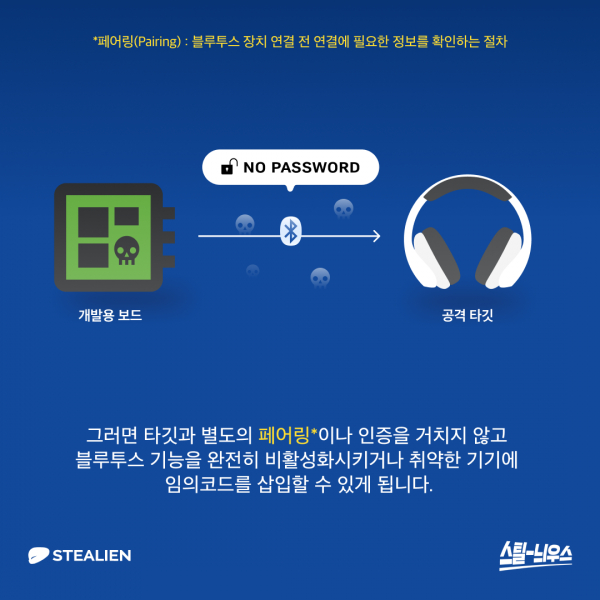 *페어링(Pairing) : 블루투스 장치 연결 전 연결에 필요한 정보를 확인하는 절차
NO PASSWORD
개발용 보드
공격 타깃
그러면 타깃과 별도의 페어링*이나 인증을 거치지 않고
블루투스 기능을 완전히 비활성화시키거나 취약한 기기에
임의코드를 삽입할 수 있게 됩니다.
STEALIEN
스틸-늬우스